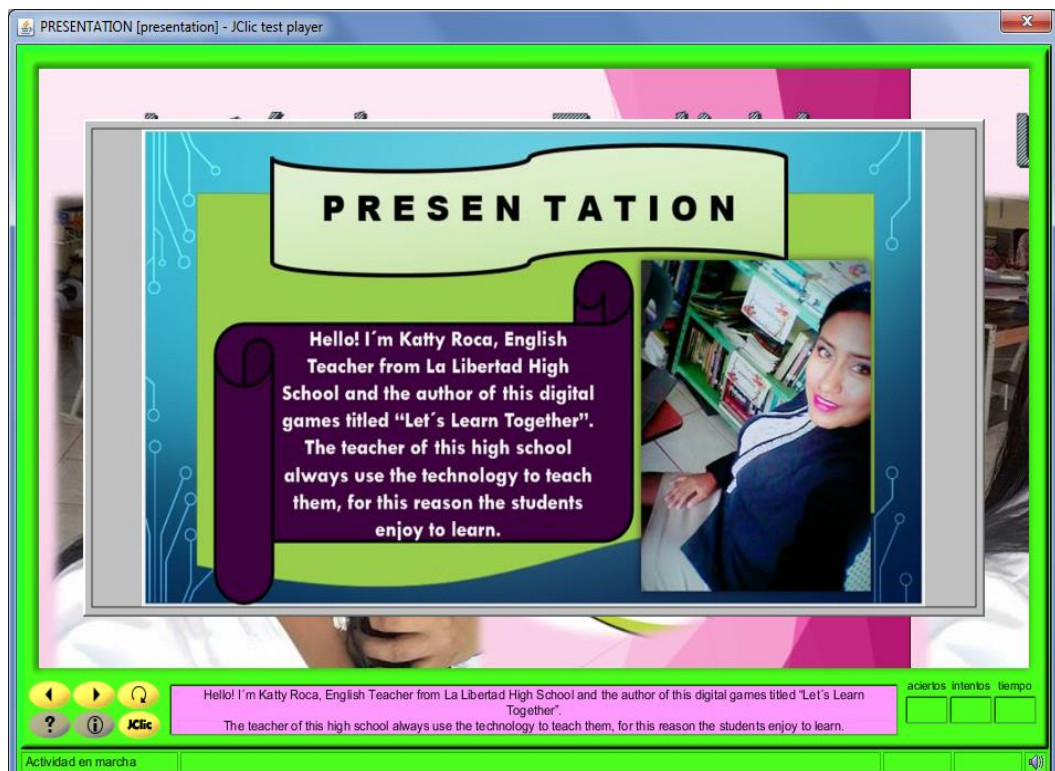 PRESENTATION [presentation] - JClic test player
PRESENTATION
Hello! I´m Katty Roca, English
Teacher from La Libertad High
School and the author of this digital
games titled “Let´s Learn Together”.
The teacher of this high school
always use the technology to teach
them, for this reason the students
enjoy to learn.
Hello! I´m Katty Roca, English Teacher from La Libertad High School and the author of this digital games titled “Let´s Learn
Together”.
The teacher of this high school always use the technology to teach them, for this reason the students enjoy to learn.
aciertos intentos tiempo
? i JClic
Actividad en marcha